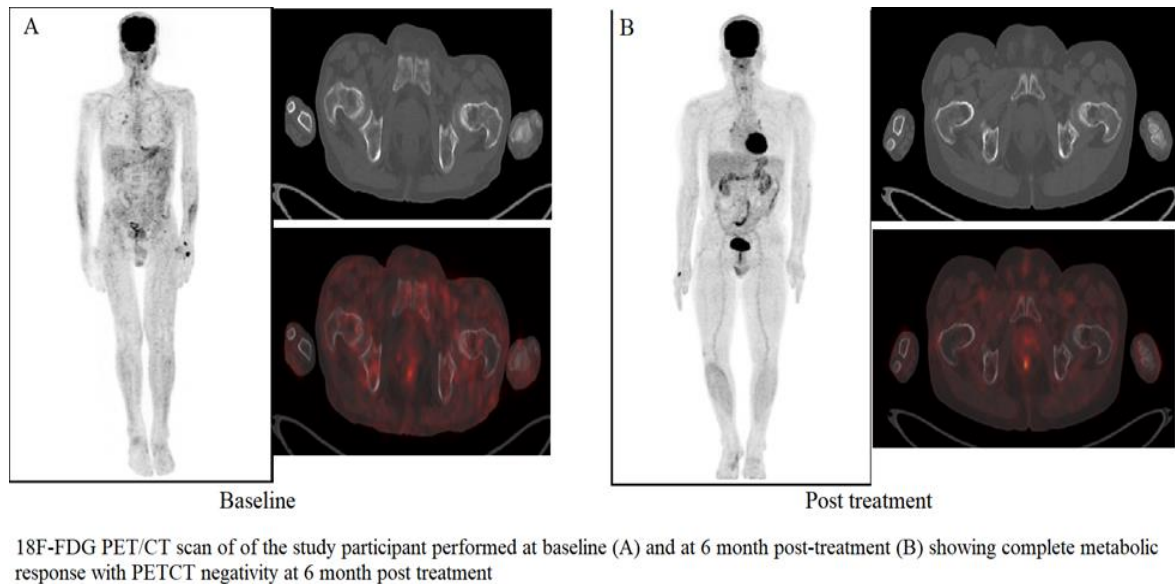 A
B
Baseline
Post treatment
18F-FDG PET/CT scan of of the study participant performed at baseline (A) and at 6 month post-treatment (B) showing complete metabolic
response with PETCT negativity at 6 month post treatment